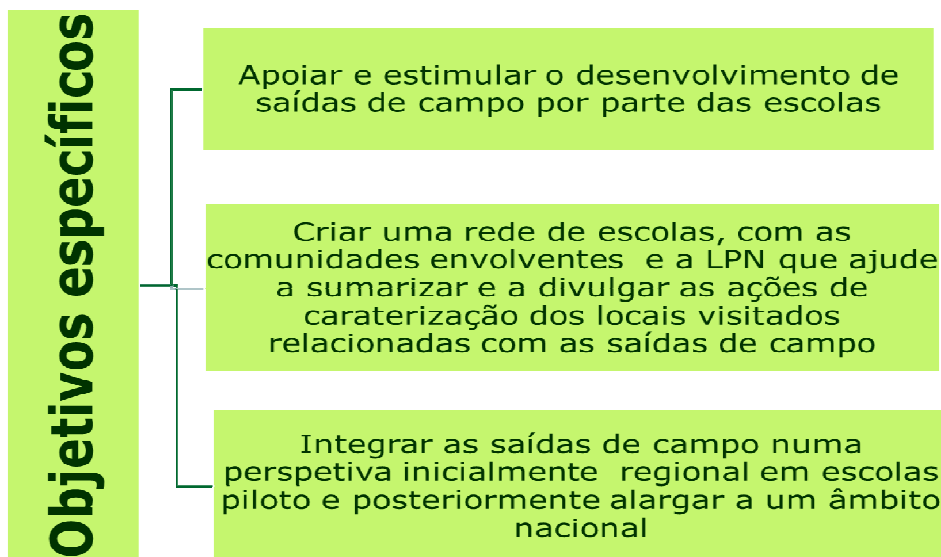 Objetivos específicos
Apoiar e estimular o desenvolvimento de
saídas de campo por parte das escolas
Criar uma rede de escolas, com as
comunidades envolventes e a LPN que ajude
a sumarizar e a divulgar as ações de
caraterização dos locais visitados
relacionadas com as saídas de campo
Integrar as saídas de campo numa
perspetiva inicialmente regional em escolas
piloto e posteriormente alargar a um âmbito
nacional